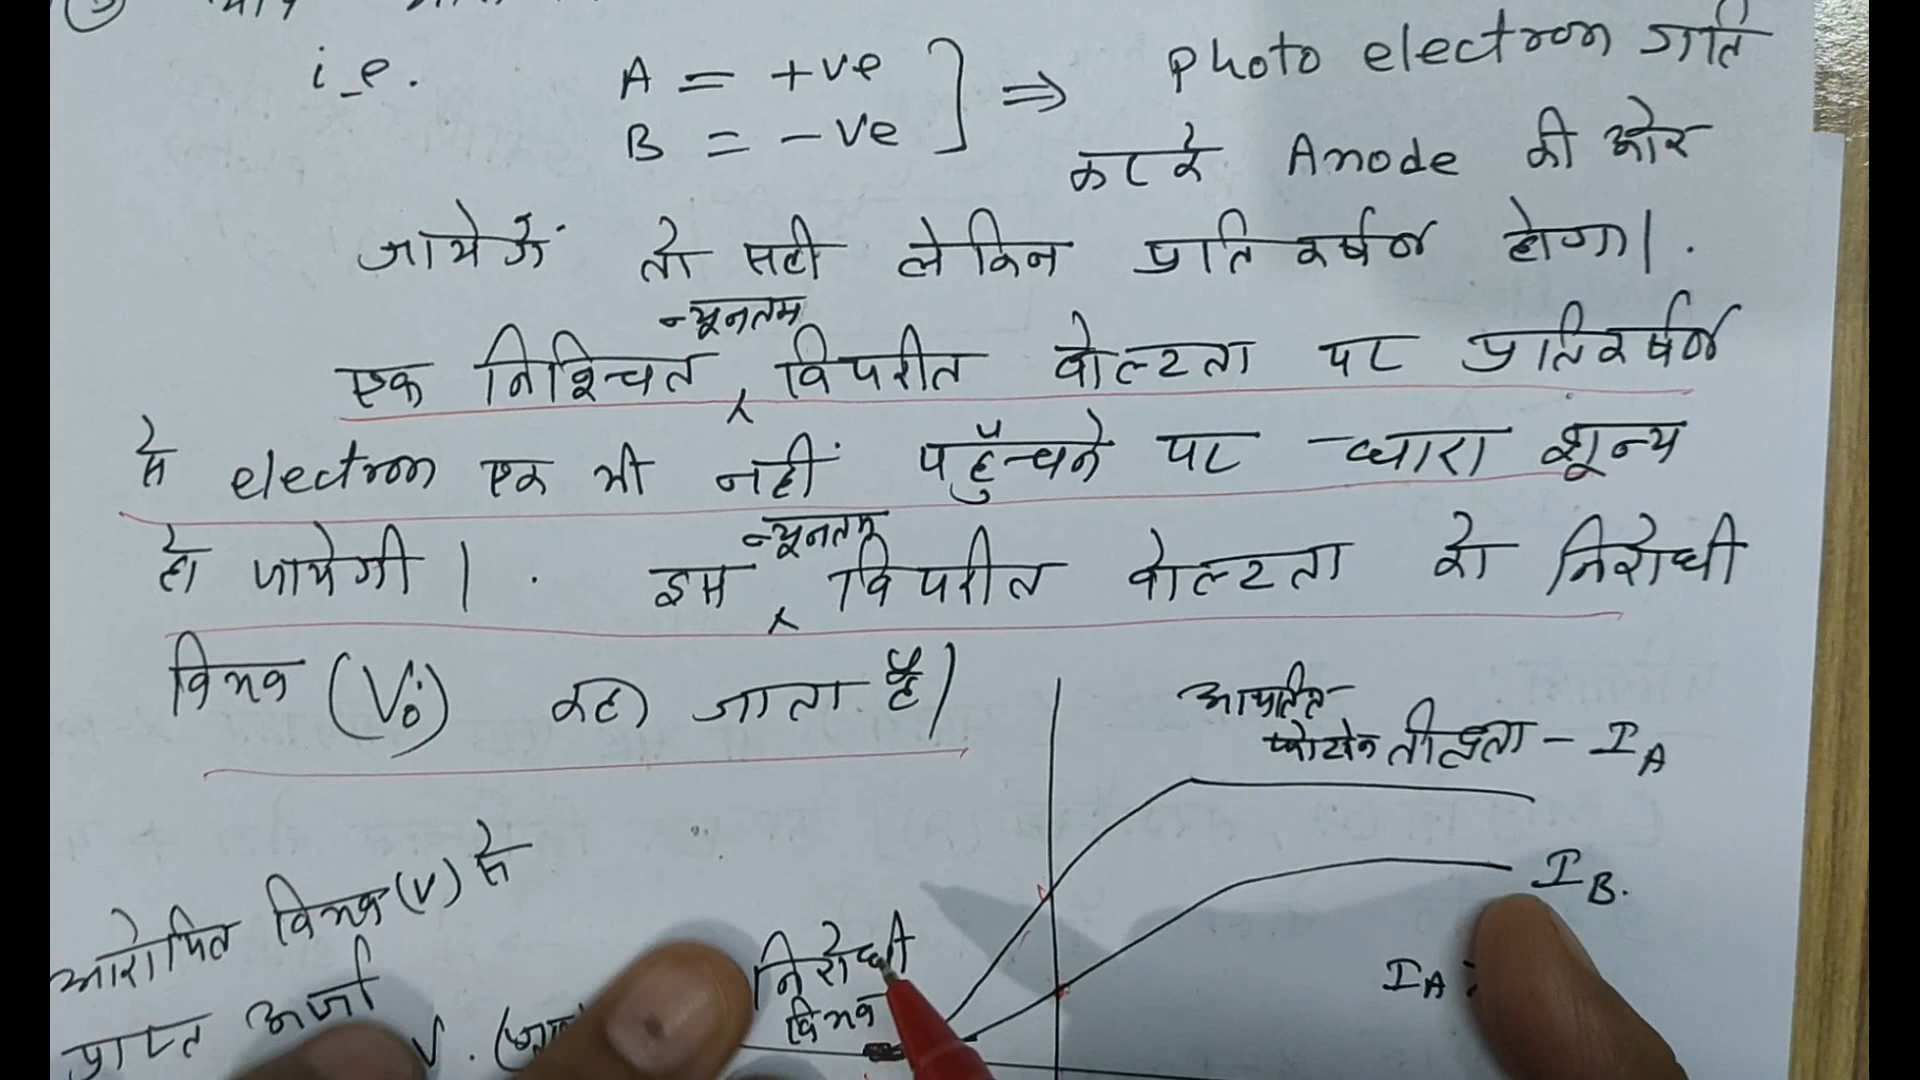 i.e. A = +ve ⇒ Photo electron गति
B = -ve करके Anode की ओर
जायेगें तो सही लेकिन प्रतिकर्षण होगा।
न्यूनतम
एक निश्चित विपरीत वोल्टता पर प्रतिकर्षण
से electron एक भी नहीं पहुँचने पर धारा शून्य
हो जायेगी। न्यूनतम
इस विपरीत वोल्टता को निरोधी
विभव (V₀) कहा जाता है।
आपतित
फोटोन तीव्रता - I_A
I_B.
I_A :
आरोपित विभव (V) से
प्राप्त ऊर्जा
V.
निरोधी
विभव